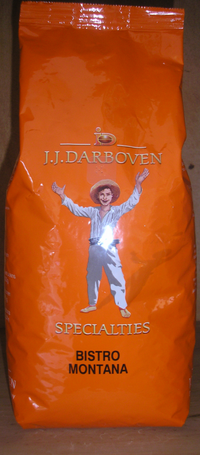 J.J.DARBOVEN
SPECIALTIES
BISTRO
MONTANA